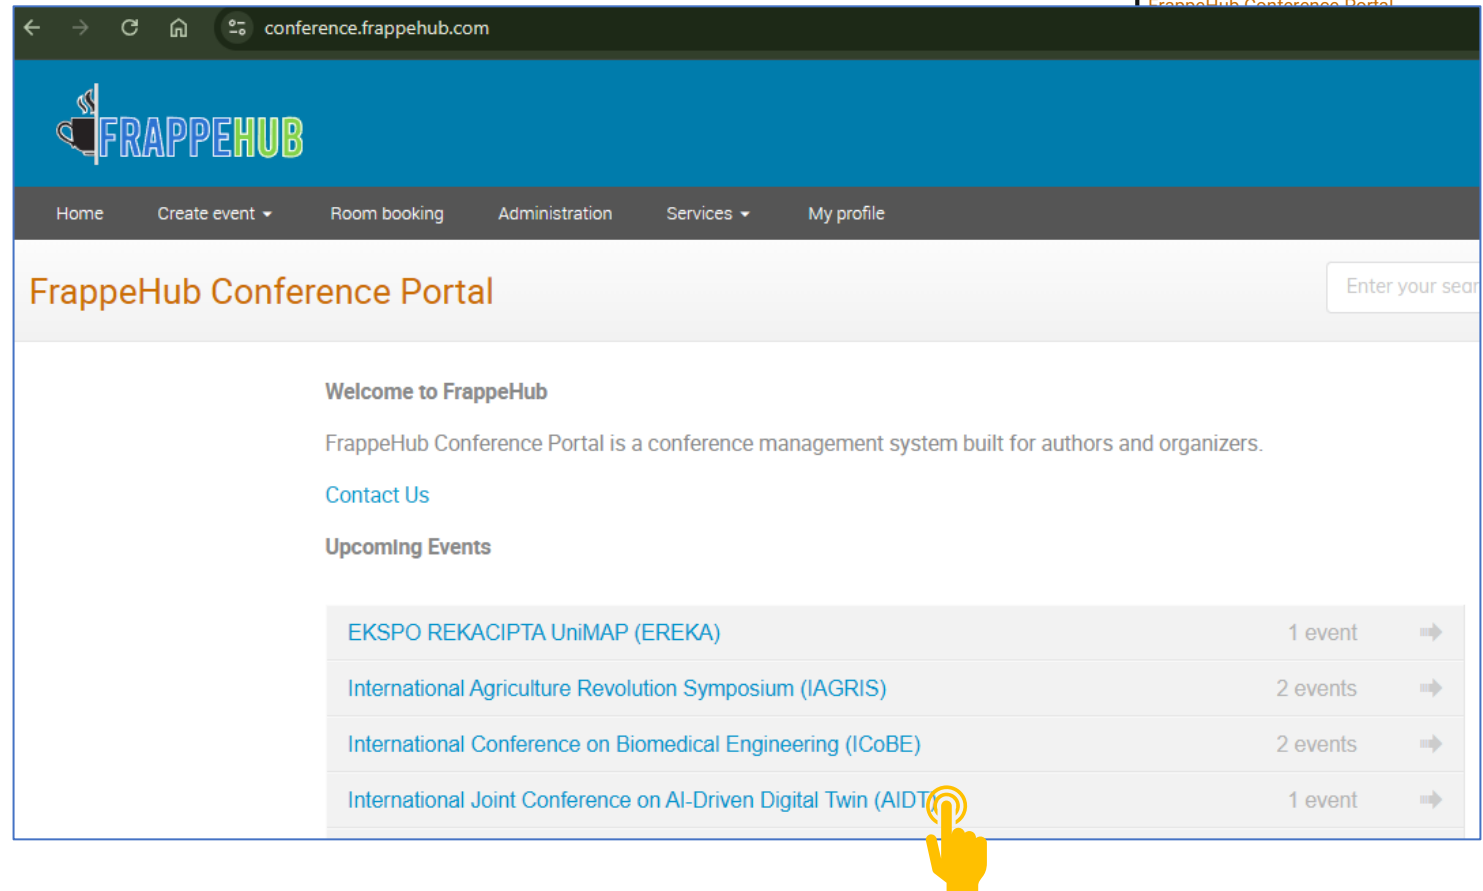 FrappeHub Conference Portal
conference.frappehub.com
FRAPPEHUB
Home Create event Room booking Administration Services My profile
FrappeHub Conference Portal
Enter your sear
Welcome to FrappeHub
FrappeHub Conference Portal is a conference management system built for authors and organizers.
Contact Us
Upcoming Events
EKSPO REKACIPTA UniMAP (EREKA) 1 event
International Agriculture Revolution Symposium (IAGRIS) 2 events
International Conference on Biomedical Engineering (ICoBE) 2 events
International Joint Conference on AI-Driven Digital Twin (AIDT) 1 event